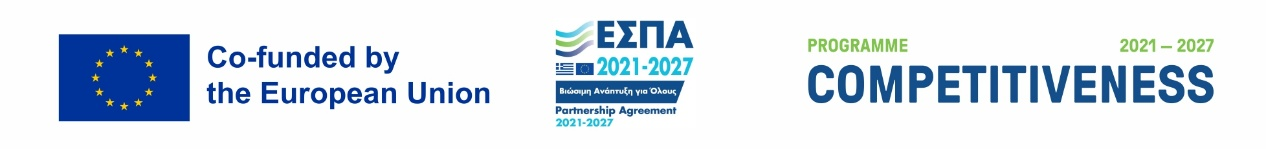 Co-funded by
the European Union
ΕΣΠΑ
2021-2027
Βιώσιμη Ανάπτυξη για Όλους
Partnership Agreement
2021-2027
PROGRAMME 2021 – 2027
COMPETITIVENESS